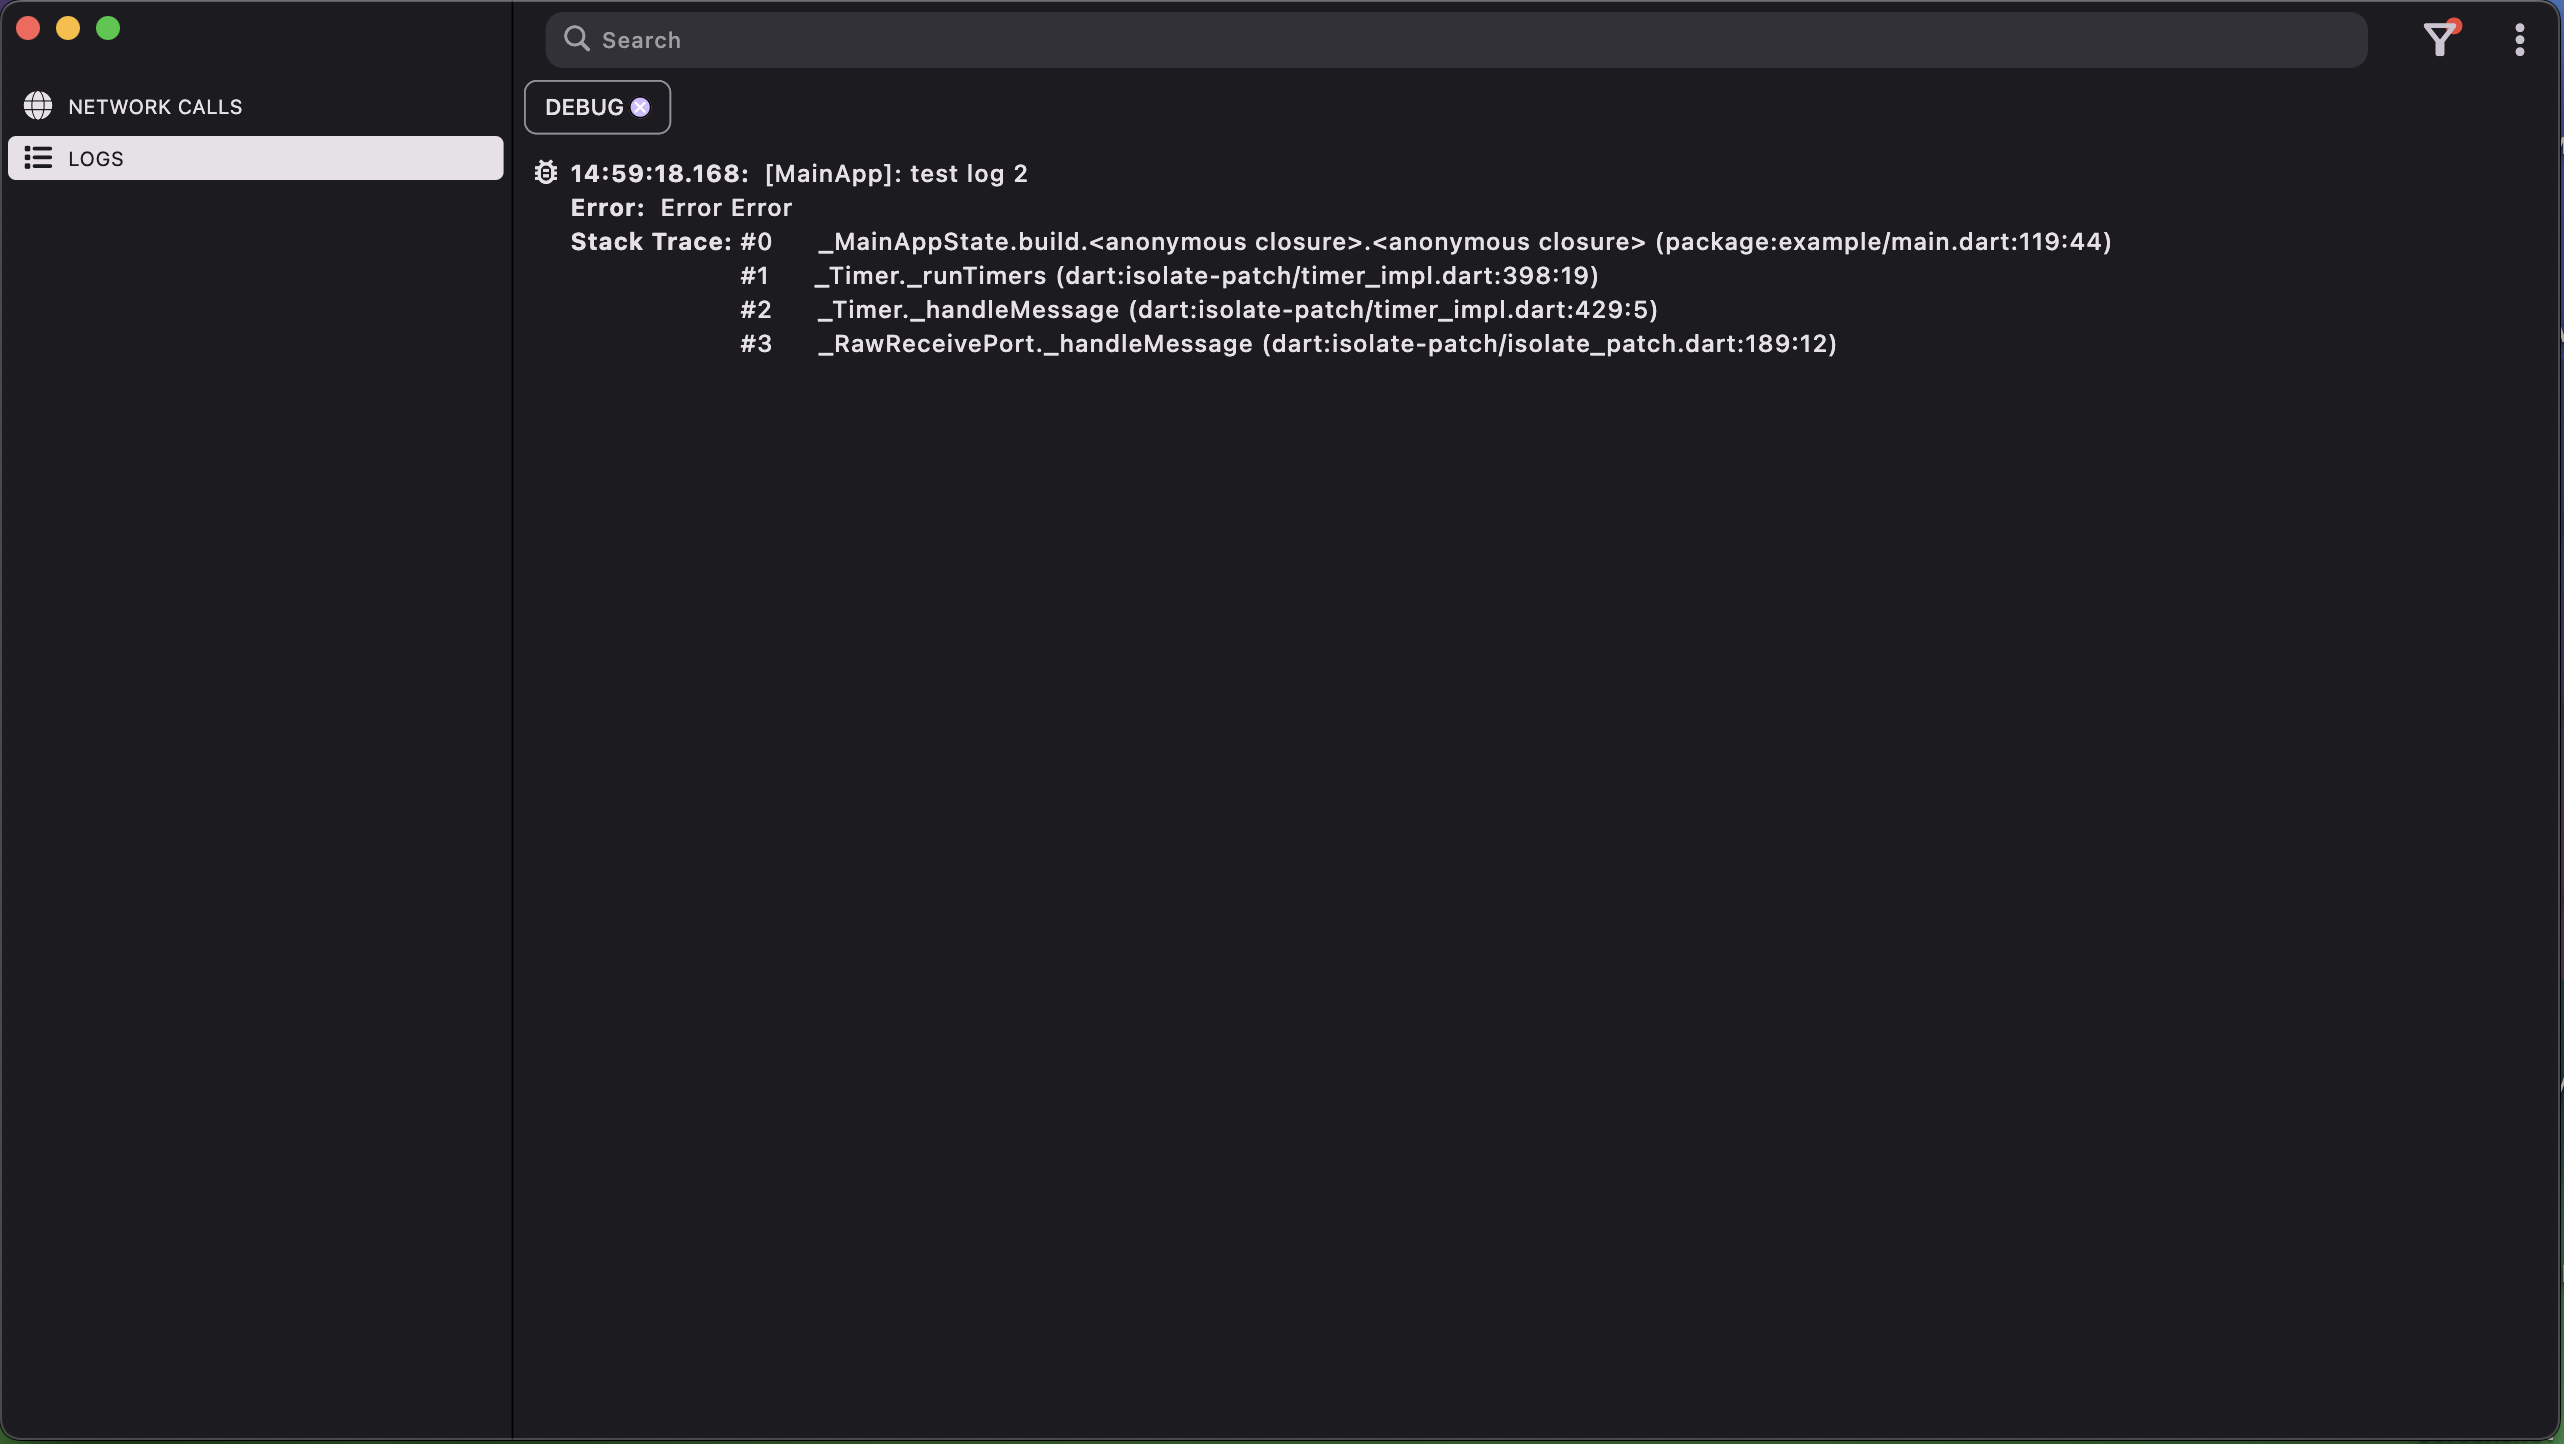 Search
NETWORK CALLS
LOGS
DEBUG
14:59:18.168: [MainApp]: test log 2
Error: Error Error
Stack Trace: #0 _MainAppState.build.<anonymous closure>.<anonymous closure> (package:example/main.dart:119:44)
#1 _Timer._runTimers (dart:isolate-patch/timer_impl.dart:398:19)
#2 _Timer._handleMessage (dart:isolate-patch/timer_impl.dart:429:5)
#3 _RawReceivePort._handleMessage (dart:isolate-patch/isolate_patch.dart:189:12)